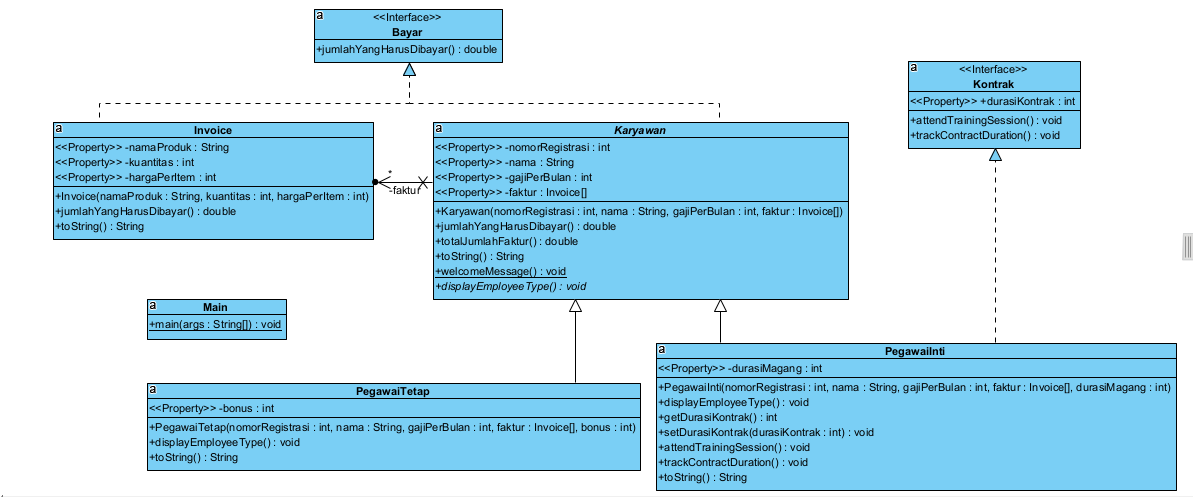 a
<<Interface>>
Bayar
+jumlahYangHarusDibayar() : double
a
<<Interface>>
Kontrak
<<Property>> +durasiKontrak : int
+attendTrainingSession() : void
+trackContractDuration() : void
a
Invoice
<<Property>> -namaProduk : String
<<Property>> -kuantitas : int
<<Property>> -hargaPerItem : int
+Invoice(namaProduk : String, kuantitas : int, hargaPerItem : int)
+jumlahYangHarusDibayar() : double
+toString() : String
*
-faktur
a
Karyawan
<<Property>> -nomorRegistrasi : int
<<Property>> -nama : String
<<Property>> -gajiPerBulan : int
<<Property>> -faktur : Invoice[]
+Karyawan(nomorRegistrasi : int, nama : String, gajiPerBulan : int, faktur : Invoice[])
+jumlahYangHarusDibayar() : double
+totalJumlahFaktur() : double
+toString() : String
+welcomeMessage() : void
+displayEmployeeType() : void
a
Main
+main(args : String[]) : void
a
PegawaiTetap
<<Property>> -bonus : int
+PegawaiTetap(nomorRegistrasi : int, nama : String, gajiPerBulan : int, faktur : Invoice[], bonus : int)
+displayEmployeeType() : void
+toString() : String
a
PegawaiInti
<<Property>> -durasiMagang : int
+PegawaiInti(nomorRegistrasi : int, nama : String, gajiPerBulan : int, faktur : Invoice[], durasiMagang : int)
+displayEmployeeType() : void
+getDurasiKontrak() : int
+setDurasiKontrak(durasiKontrak : int) : void
+attendTrainingSession() : void
+trackContractDuration() : void
+toString() : String